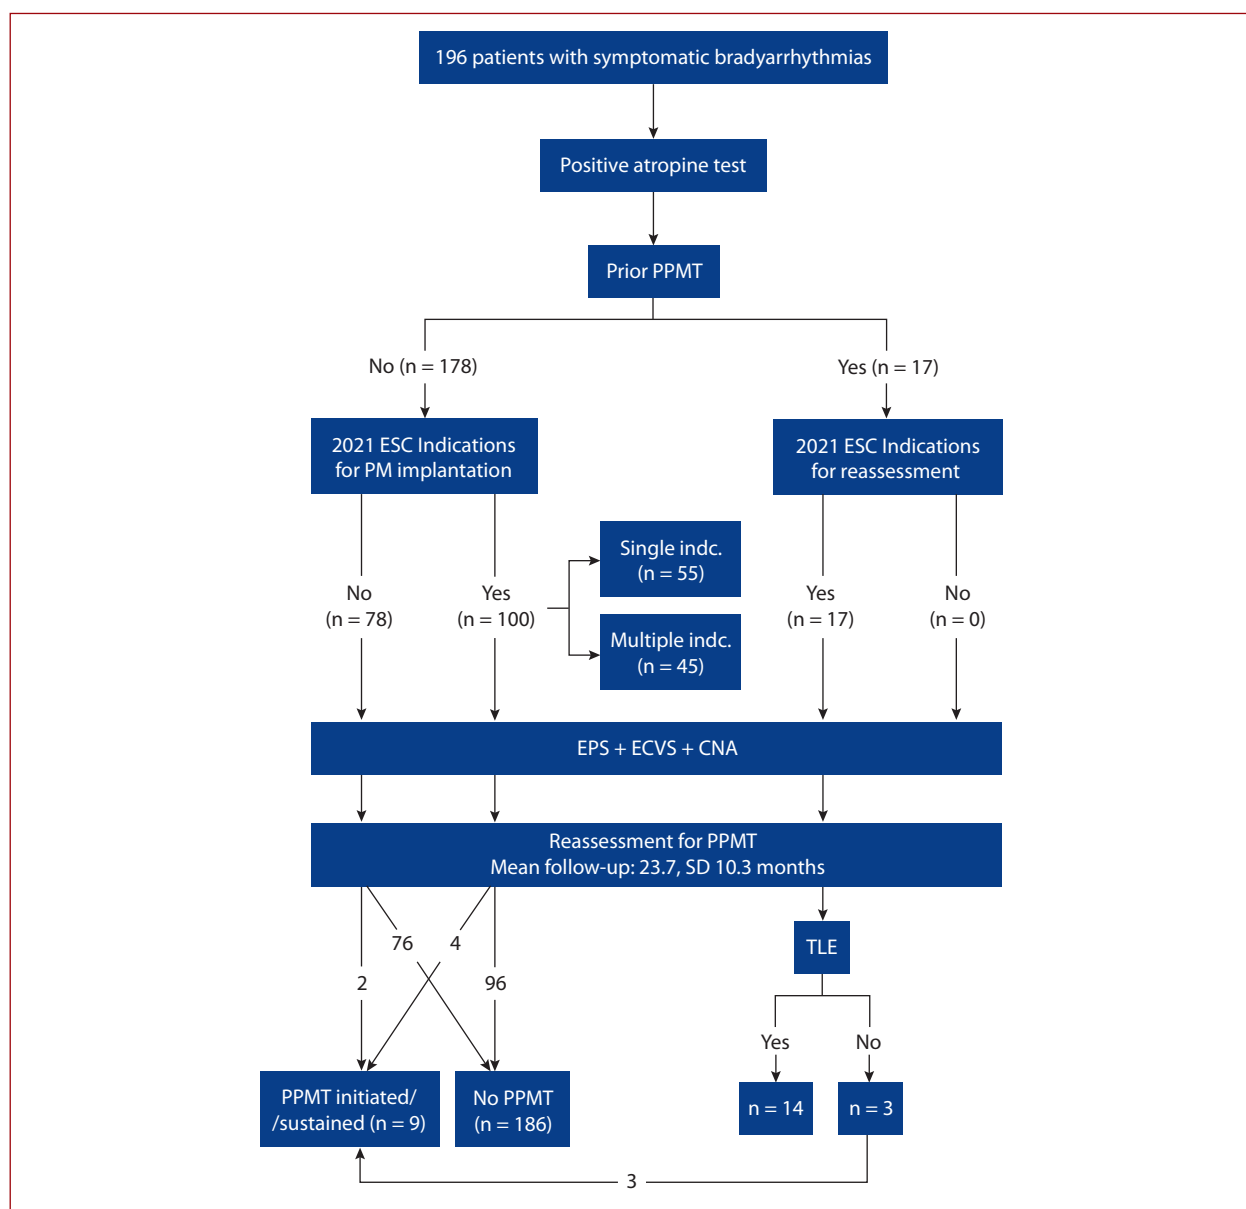 196 patients with symptomatic bradyarrhythmias
Positive atropine test
Prior PPMT
No (n = 178)
Yes (n = 17)
2021 ESC Indications
for PM implantation
2021 ESC Indications
for reassessment
Single indc.
(n = 55)
No
(n = 78)
Yes
(n = 100)
Multiple indc.
(n = 45)
Yes
(n = 17)
No
(n = 0)
EPS + ECVS + CNA
Reassessment for PPMT
Mean follow-up: 23.7, SD 10.3 months
76
4
2
96
TLE
Yes
No
PPMT initiated/
/sustained (n = 9)
No PPMT
(n = 186)
n = 14
n = 3
3